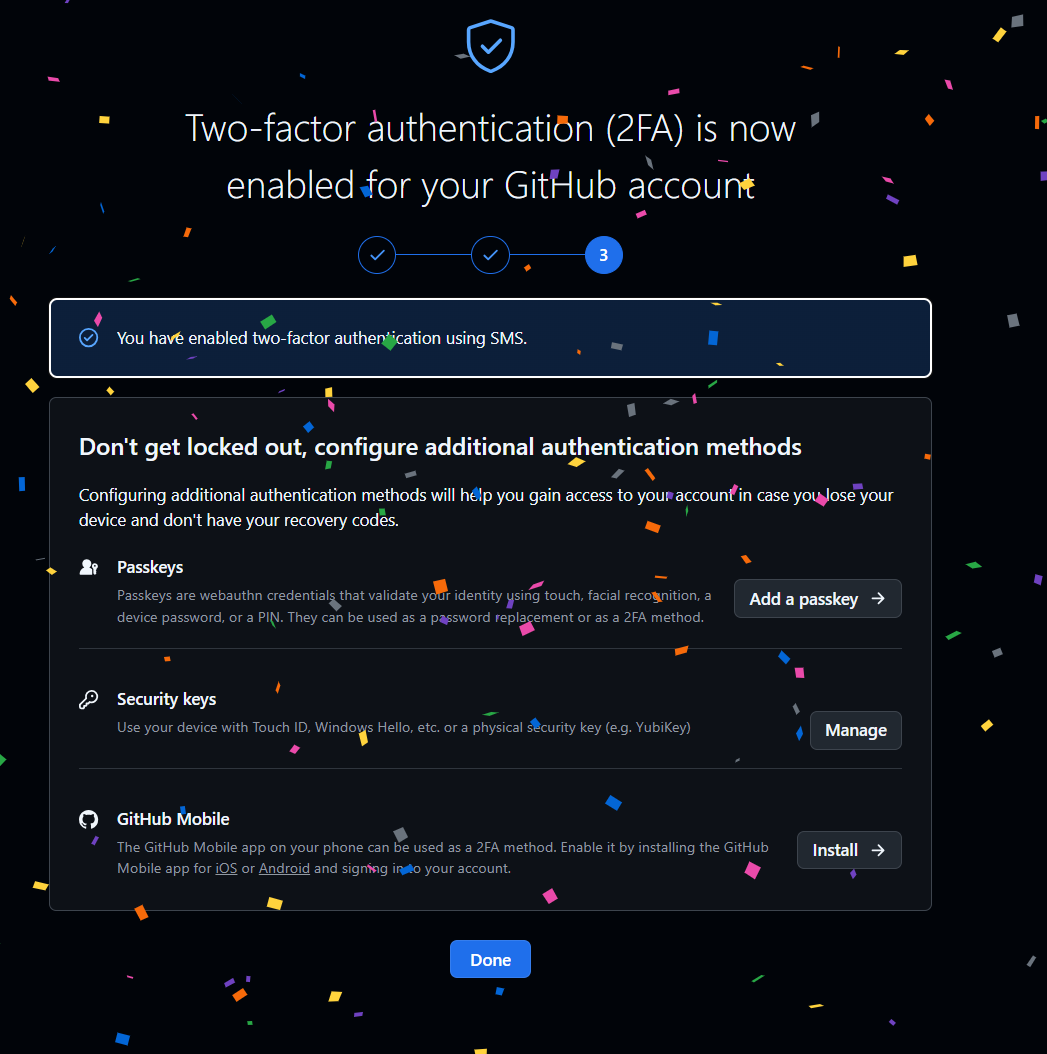 Two-factor authentication (2FA) is now
enabled for your GitHub account
3
You have enabled two-factor authentication using SMS.
Don't get locked out, configure additional authentication methods
Configuring additional authentication methods will help you gain access to your account in case you lose your
device and don't have your recovery codes.
Passkeys
Passkeys are webauthn credentials that validate your identity using touch, facial recognition, a
device password, or a PIN. They can be used as a password replacement or as a 2FA method.
Add a passkey
Security keys
Use your device with Touch ID, Windows Hello, etc. or a physical security key (e.g. YubiKey)
Manage
GitHub Mobile
The GitHub Mobile app on your phone can be used as a 2FA method. Enable it by installing the GitHub
Mobile app for iOS or Android and signing into your account.
Install
Done